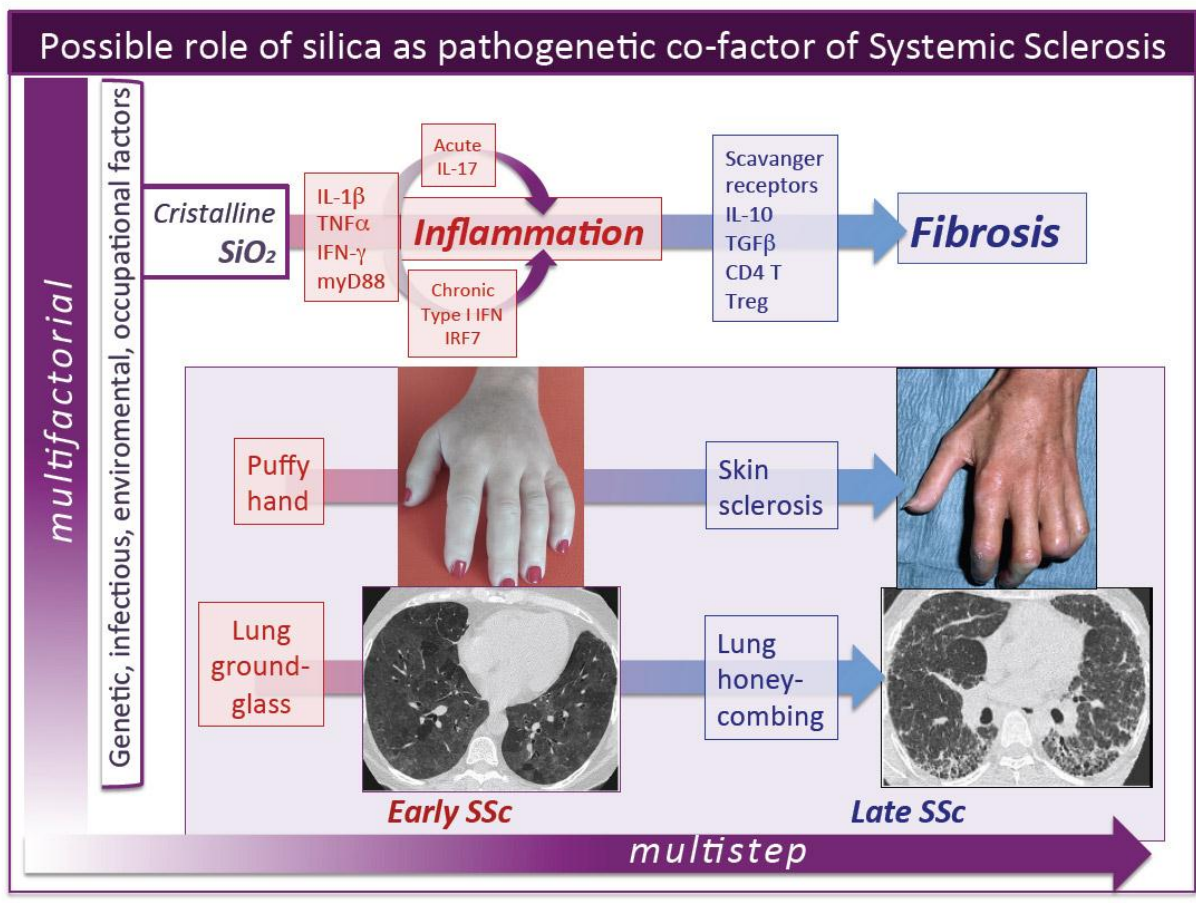 Possible role of silica as pathogenetic co-factor of Systemic Sclerosis
multifactorial
Genetic, infectious, enviromental, occupational factors
Cristalline
SiO₂
IL-1β
TNFα
IFN-γ
myD88
Acute
IL-17
Inflammation
Chronic
Type I IFN
IRF7
Scavanger
receptors
IL-10
TGFβ
CD4 T
Treg
Fibrosis
Puffy
hand
Skin
sclerosis
Lung
ground-
glass
Lung
honey-
combing
Early SSc
Late SSc
multistep